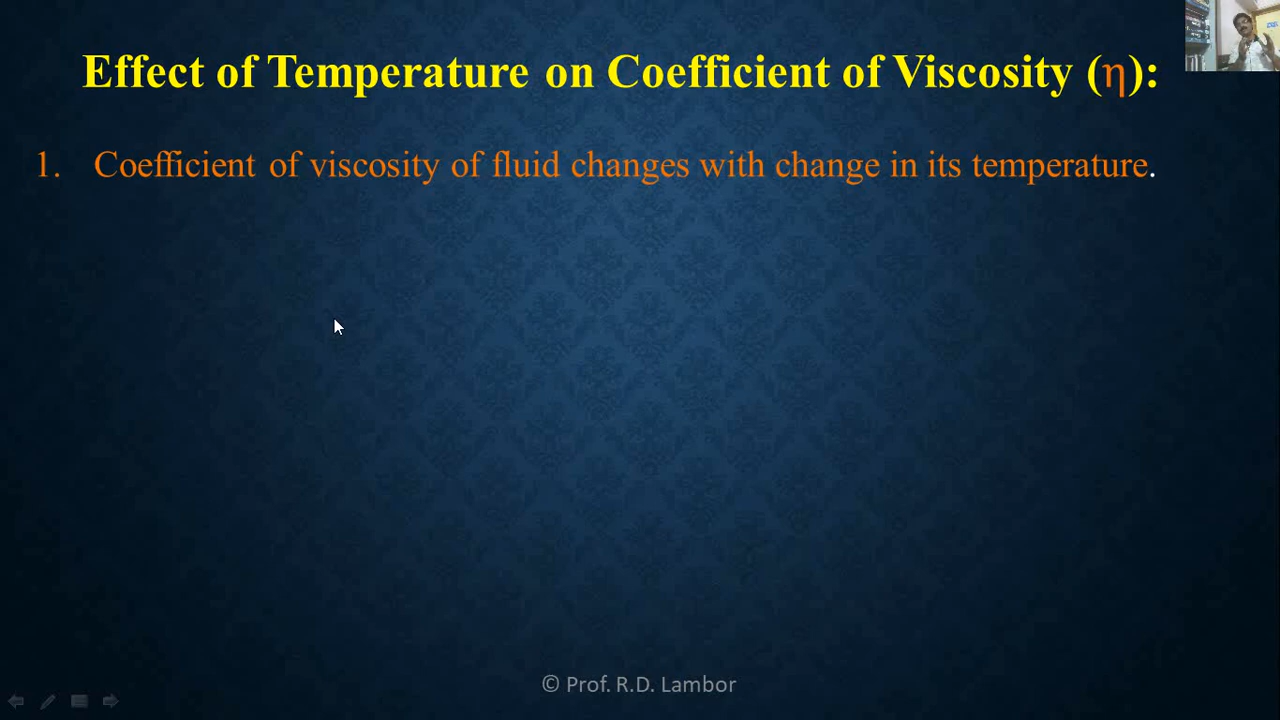 Effect of Temperature on Coefficient of Viscosity (η):
1. Coefficient of viscosity of fluid changes with change in its temperature.
© Prof. R.D. Lambor